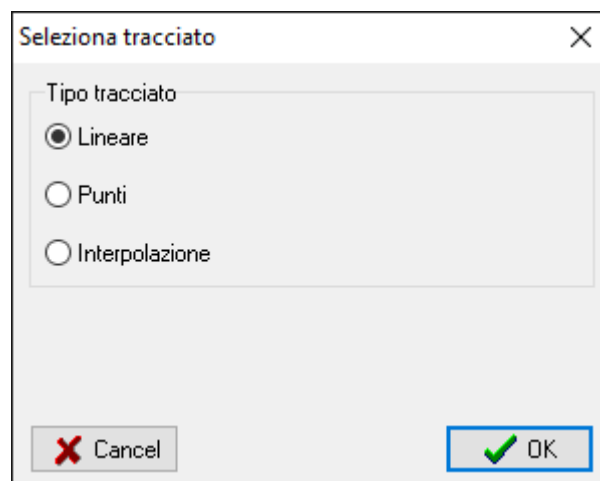 Seleziona tracciato
Tipo tracciato
Lineare
Punti
Interpolazione
Cancel
OK